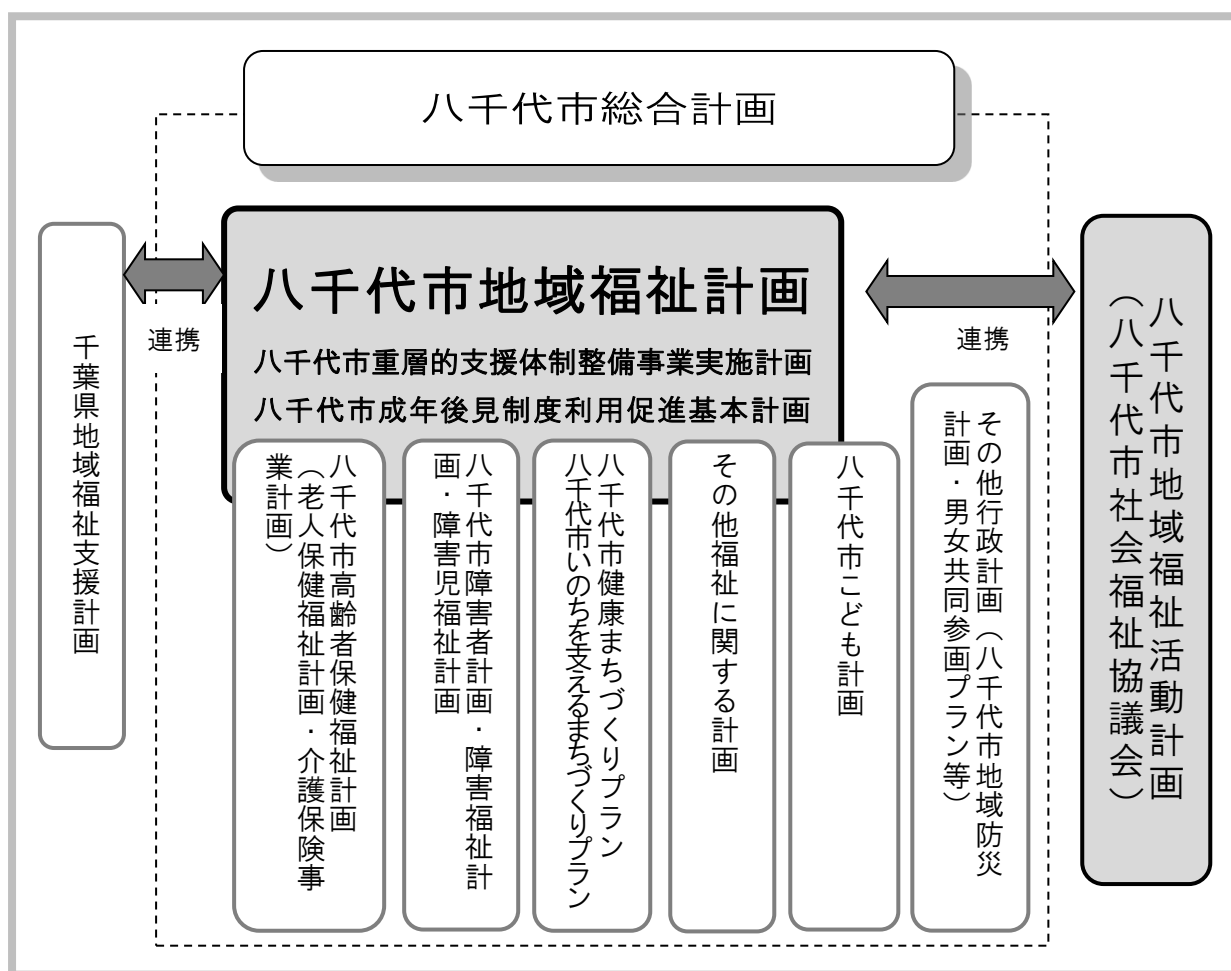 八千代市総合計画
八千代市地域福祉計画
八千代市重層的支援体制整備事業実施計画
八千代市成年後見制度利用促進基本計画
連携
連携
千葉県地域福祉支援計画
八千代市高齢者保健福祉計画
（老人保健福祉計画・介護保険事
業計画）
八千代市障害者計画・障害福祉計
画・障害児福祉計画
八千代市健康まちづくりプラン
八千代市いのちを支えるまちづくりプラン
その他福祉に関する計画
八千代市こども計画
その他行政計画（八千代市地域防災
計画・男女共同参画プラン等）
八千代市地域福祉活動計画
（八千代市社会福祉協議会）